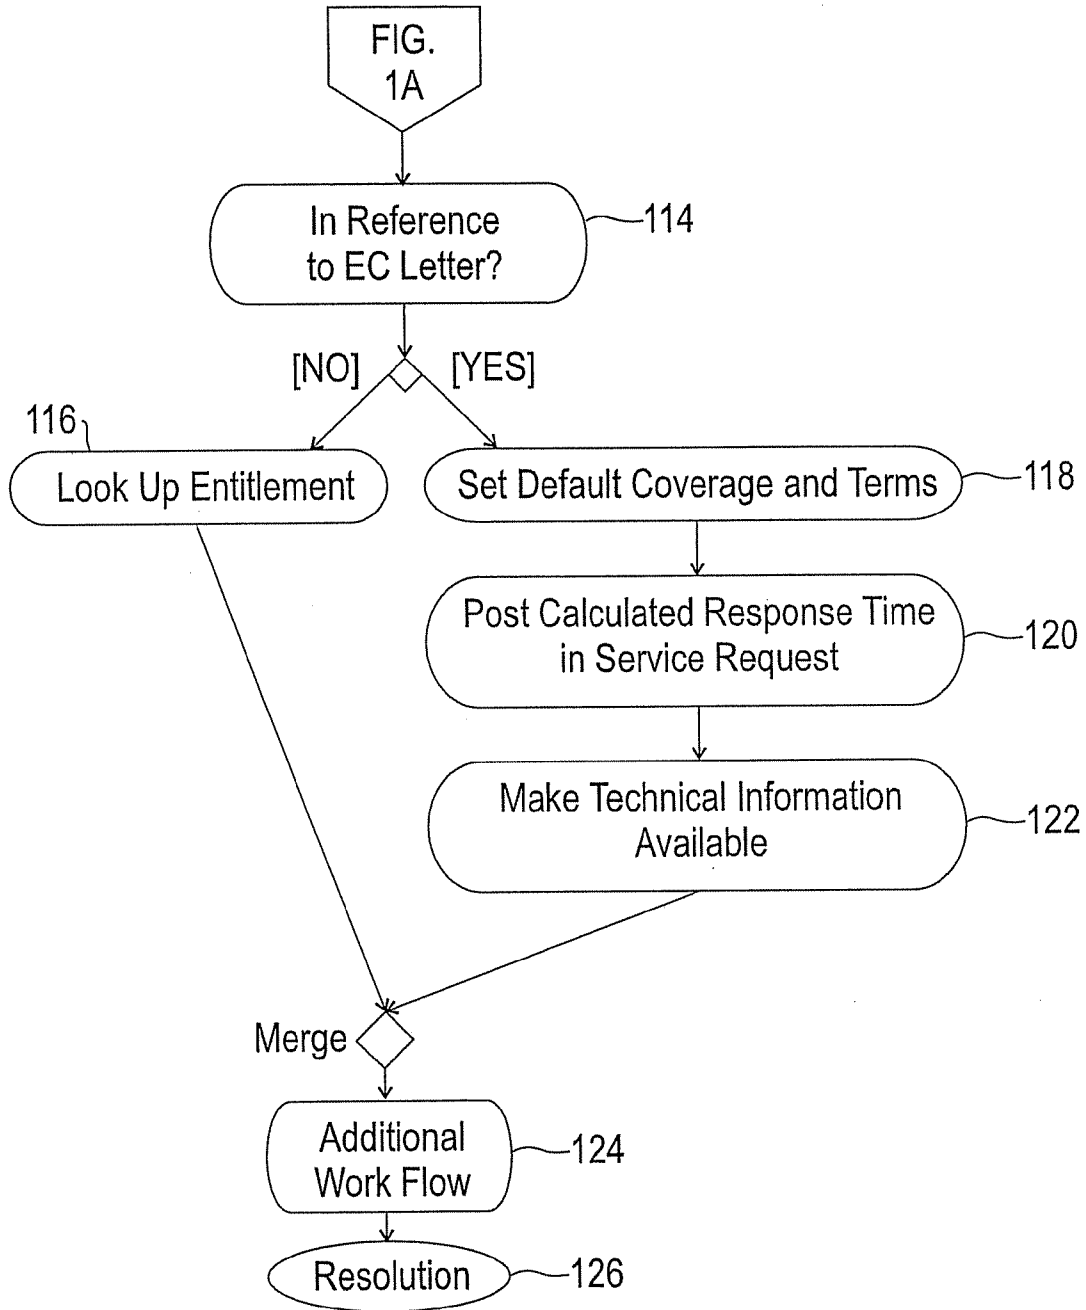 FIG.
1A
In Reference
to EC Letter?
114
[NO]
[YES]
116
Look Up Entitlement
Set Default Coverage and Terms
118
Post Calculated Response Time
in Service Request
120
Make Technical Information
Available
122
Merge
Additional
Work Flow
124
Resolution
126